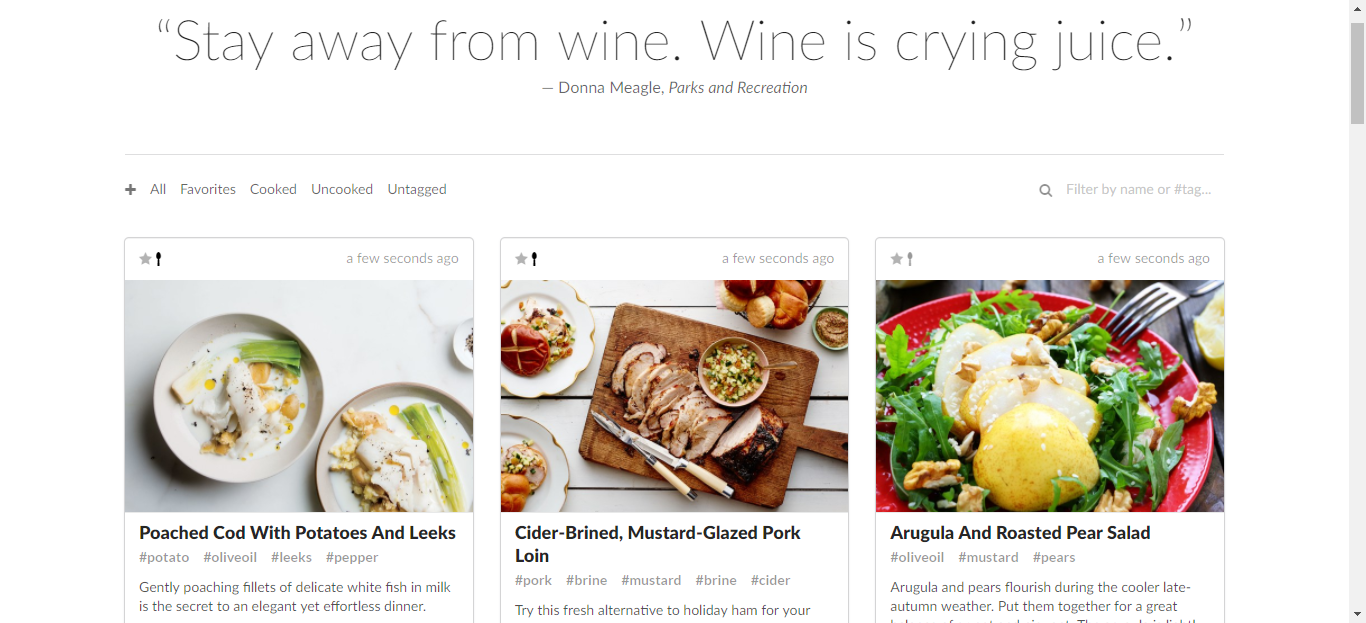 “Stay away from wine. Wine is crying juice.”
— Donna Meagle, Parks and Recreation
All Favorites Cooked Uncooked Untagged
Filter by name or #tag...
a few seconds ago
a few seconds ago
a few seconds ago
Poached Cod With Potatoes And Leeks
#potato #oliveoil #leeks #pepper
Gently poaching fillets of delicate white fish in milk
is the secret to an elegant yet effortless dinner.
Cider-Brined, Mustard-Glazed Pork
Loin
#pork #brine #mustard #brine #cider
Try this fresh alternative to holiday ham for your
Arugula And Roasted Pear Salad
#oliveoil #mustard #pears
Arugula and pears flourish during the cooler late-
autumn weather. Put them together for a great